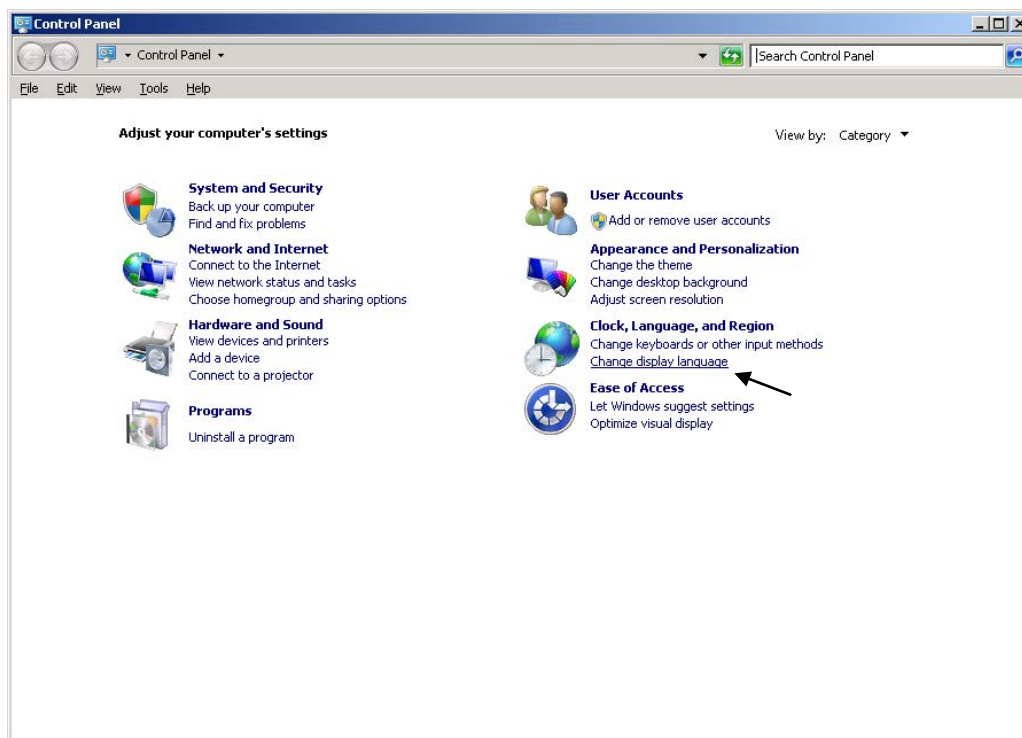 Control Panel
Control Panel
Search Control Panel
File Edit View Tools Help
Adjust your computer's settings
View by: Category
System and Security
Back up your computer
Find and fix problems
Network and Internet
Connect to the Internet
View network status and tasks
Choose homegroup and sharing options
Hardware and Sound
View devices and printers
Add a device
Connect to a projector
Programs
Uninstall a program
User Accounts
Add or remove user accounts
Appearance and Personalization
Change the theme
Change desktop background
Adjust screen resolution
Clock, Language, and Region
Change keyboards or other input methods
Change display language
Ease of Access
Let Windows suggest settings
Optimize visual display